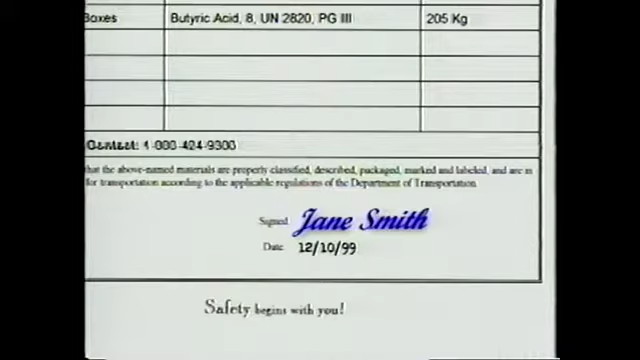 Boxes Butyric Acid, 8, UN 2820, PG III 205 Kg
Contact: 1-800-424-9300
that the above-named materials are properly classified, described, packaged, marked and labeled, and are in
for transportation according to the applicable regulations of the Department of Transportation.
Signed Jane Smith
Date: 12/10/99
Safety begins with you!